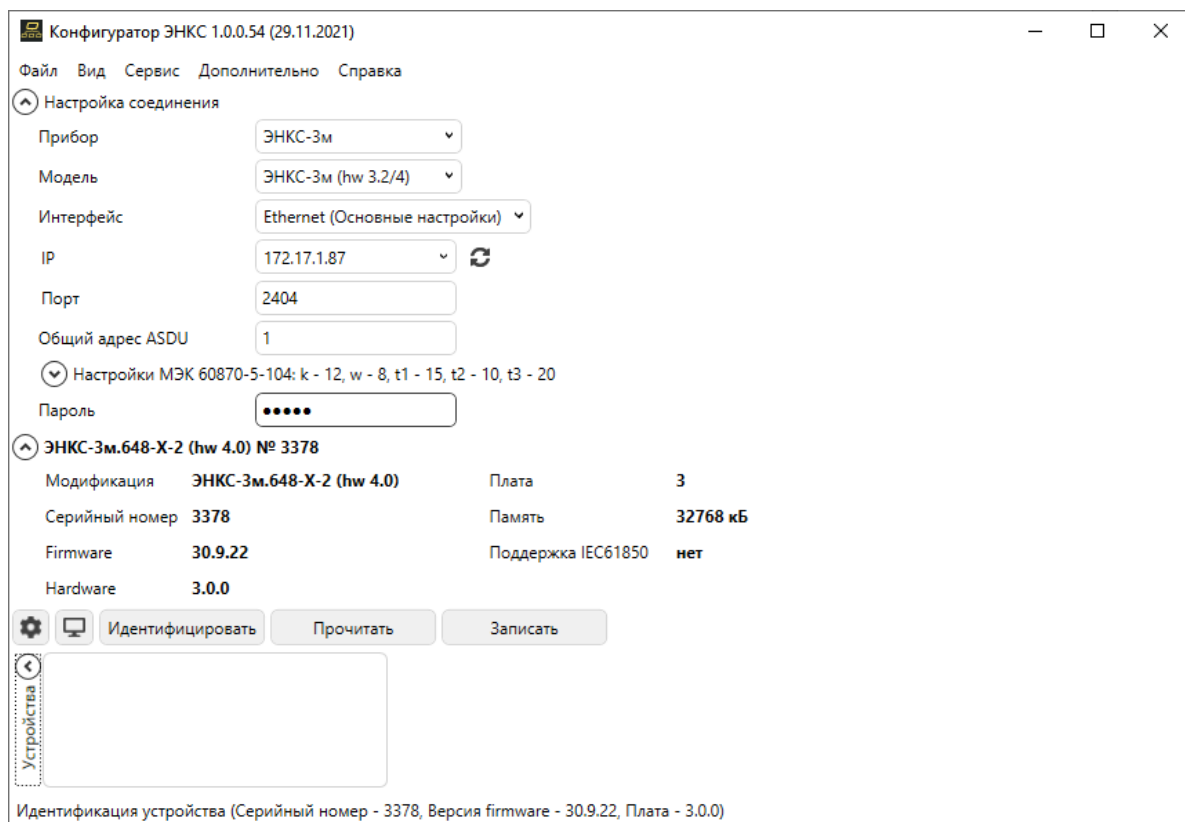 Конфигуратор ЭНКС 1.0.0.54 (29.11.2021)
Файл Вид Сервис Дополнительно Справка
Настройка соединения
Прибор ЭНКС-3м
Модель ЭНКС-3м (hw 3.2/4)
Интерфейс Ethernet (Основные настройки)
IP 172.17.1.87
Порт 2404
Общий адрес ASDU 1
Настройки МЭК 60870-5-104: k - 12, w - 8, t1 - 15, t2 - 10, t3 - 20
Пароль •••••
ЭНКС-3м.648-Х-2 (hw 4.0) № 3378
Модификация ЭНКС-3м.648-Х-2 (hw 4.0) Плата 3
Серийный номер 3378 Память 32768 кБ
Firmware 30.9.22 Поддержка IEC61850 нет
Hardware 3.0.0
Идентифицировать Прочитать Записать
Устройства
Идентификация устройства (Серийный номер - 3378, Версия firmware - 30.9.22, Плата - 3.0.0)